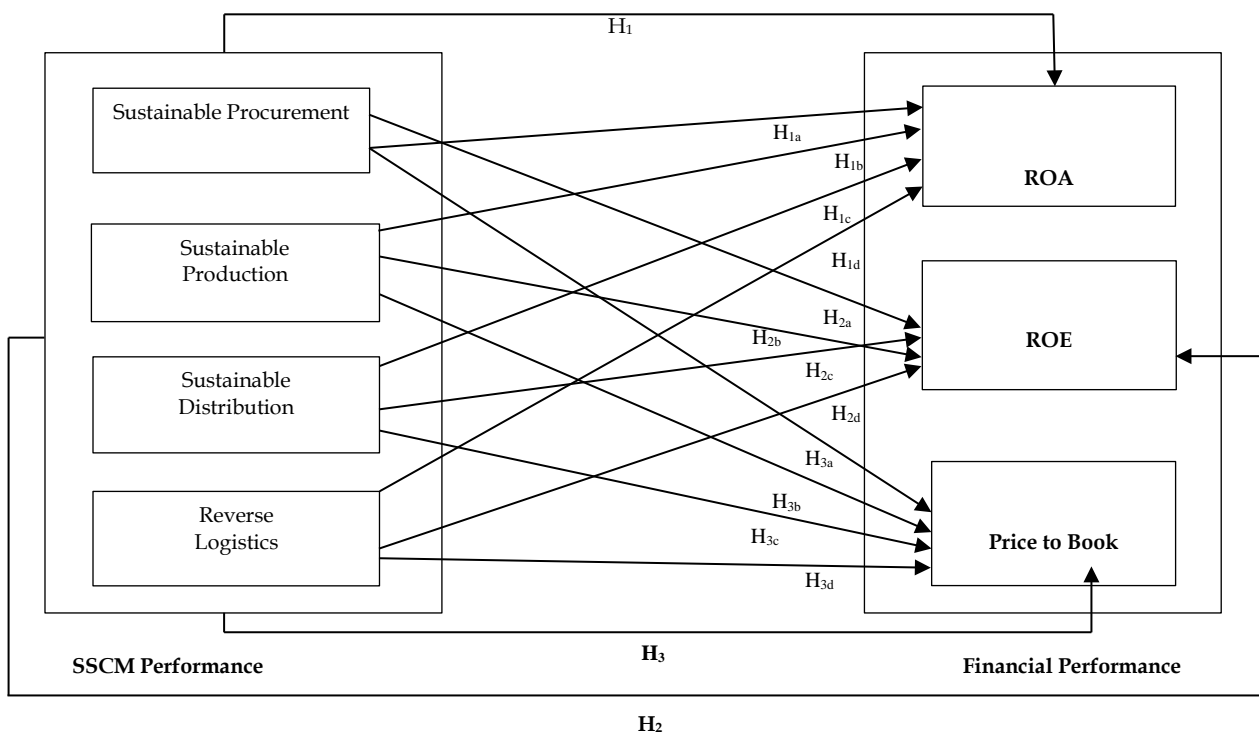 H₁
Sustainable Procurement
Sustainable
Production
Sustainable
Distribution
Reverse
Logistics
H₁ₐ
H₁b
H₁c
H₁d
H₂ₐ
H₂b
H₂c
H₂d
H₃ₐ
H₃b
H₃c
H₃d
ROA
ROE
Price to Book
SSCM Performance
H₃
Financial Performance
H₂